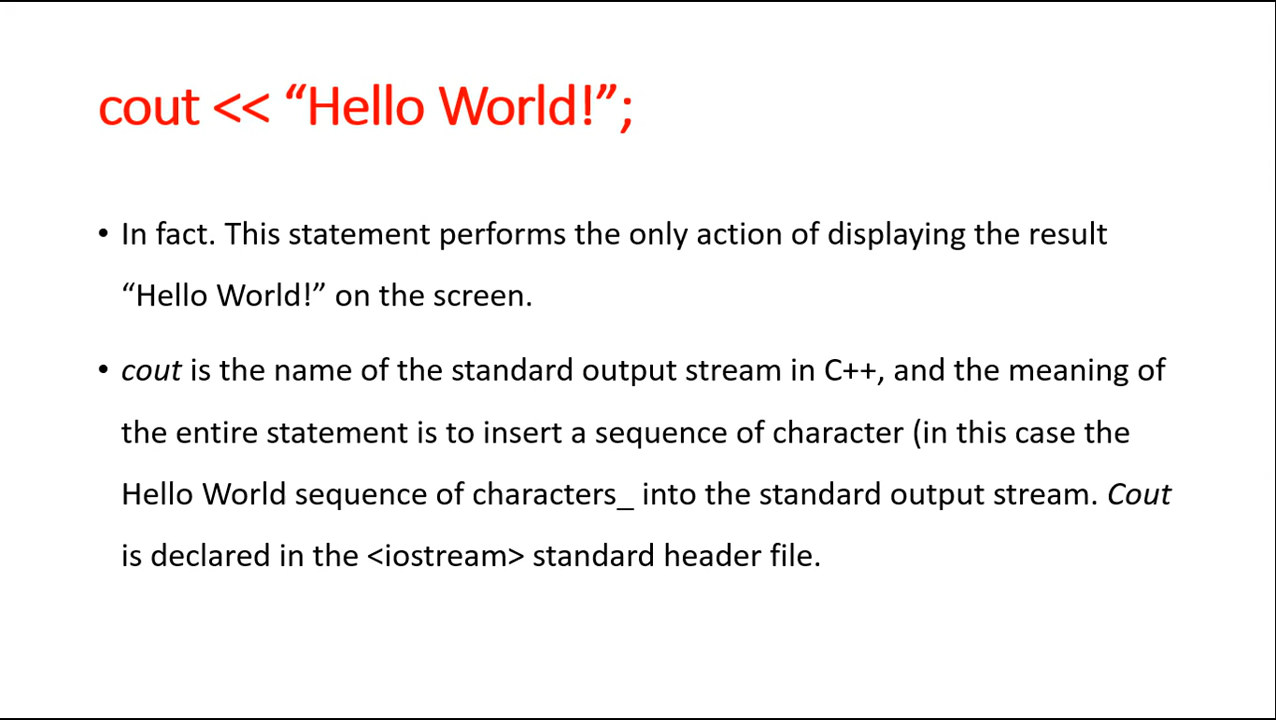 cout << “Hello World!”;
• In fact. This statement performs the only action of displaying the result
“Hello World!” on the screen.
• cout is the name of the standard output stream in C++, and the meaning of
the entire statement is to insert a sequence of character (in this case the
Hello World sequence of characters_ into the standard output stream. Cout
is declared in the <iostream> standard header file.